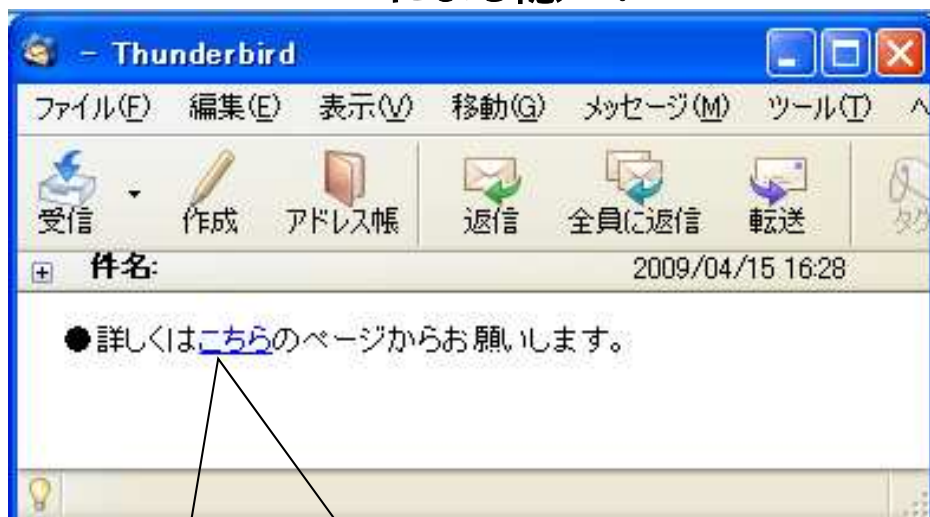 - Thunderbird
ファイル(F) 編集(E) 表示(V) 移動(G) メッセージ(M) ツール(T) ヘ
受信 作成 アドレス帳 返信 全員に返信 転送 タグ
件名: 2009/04/15 16:28
●詳しくはこちらのページからお願いします。